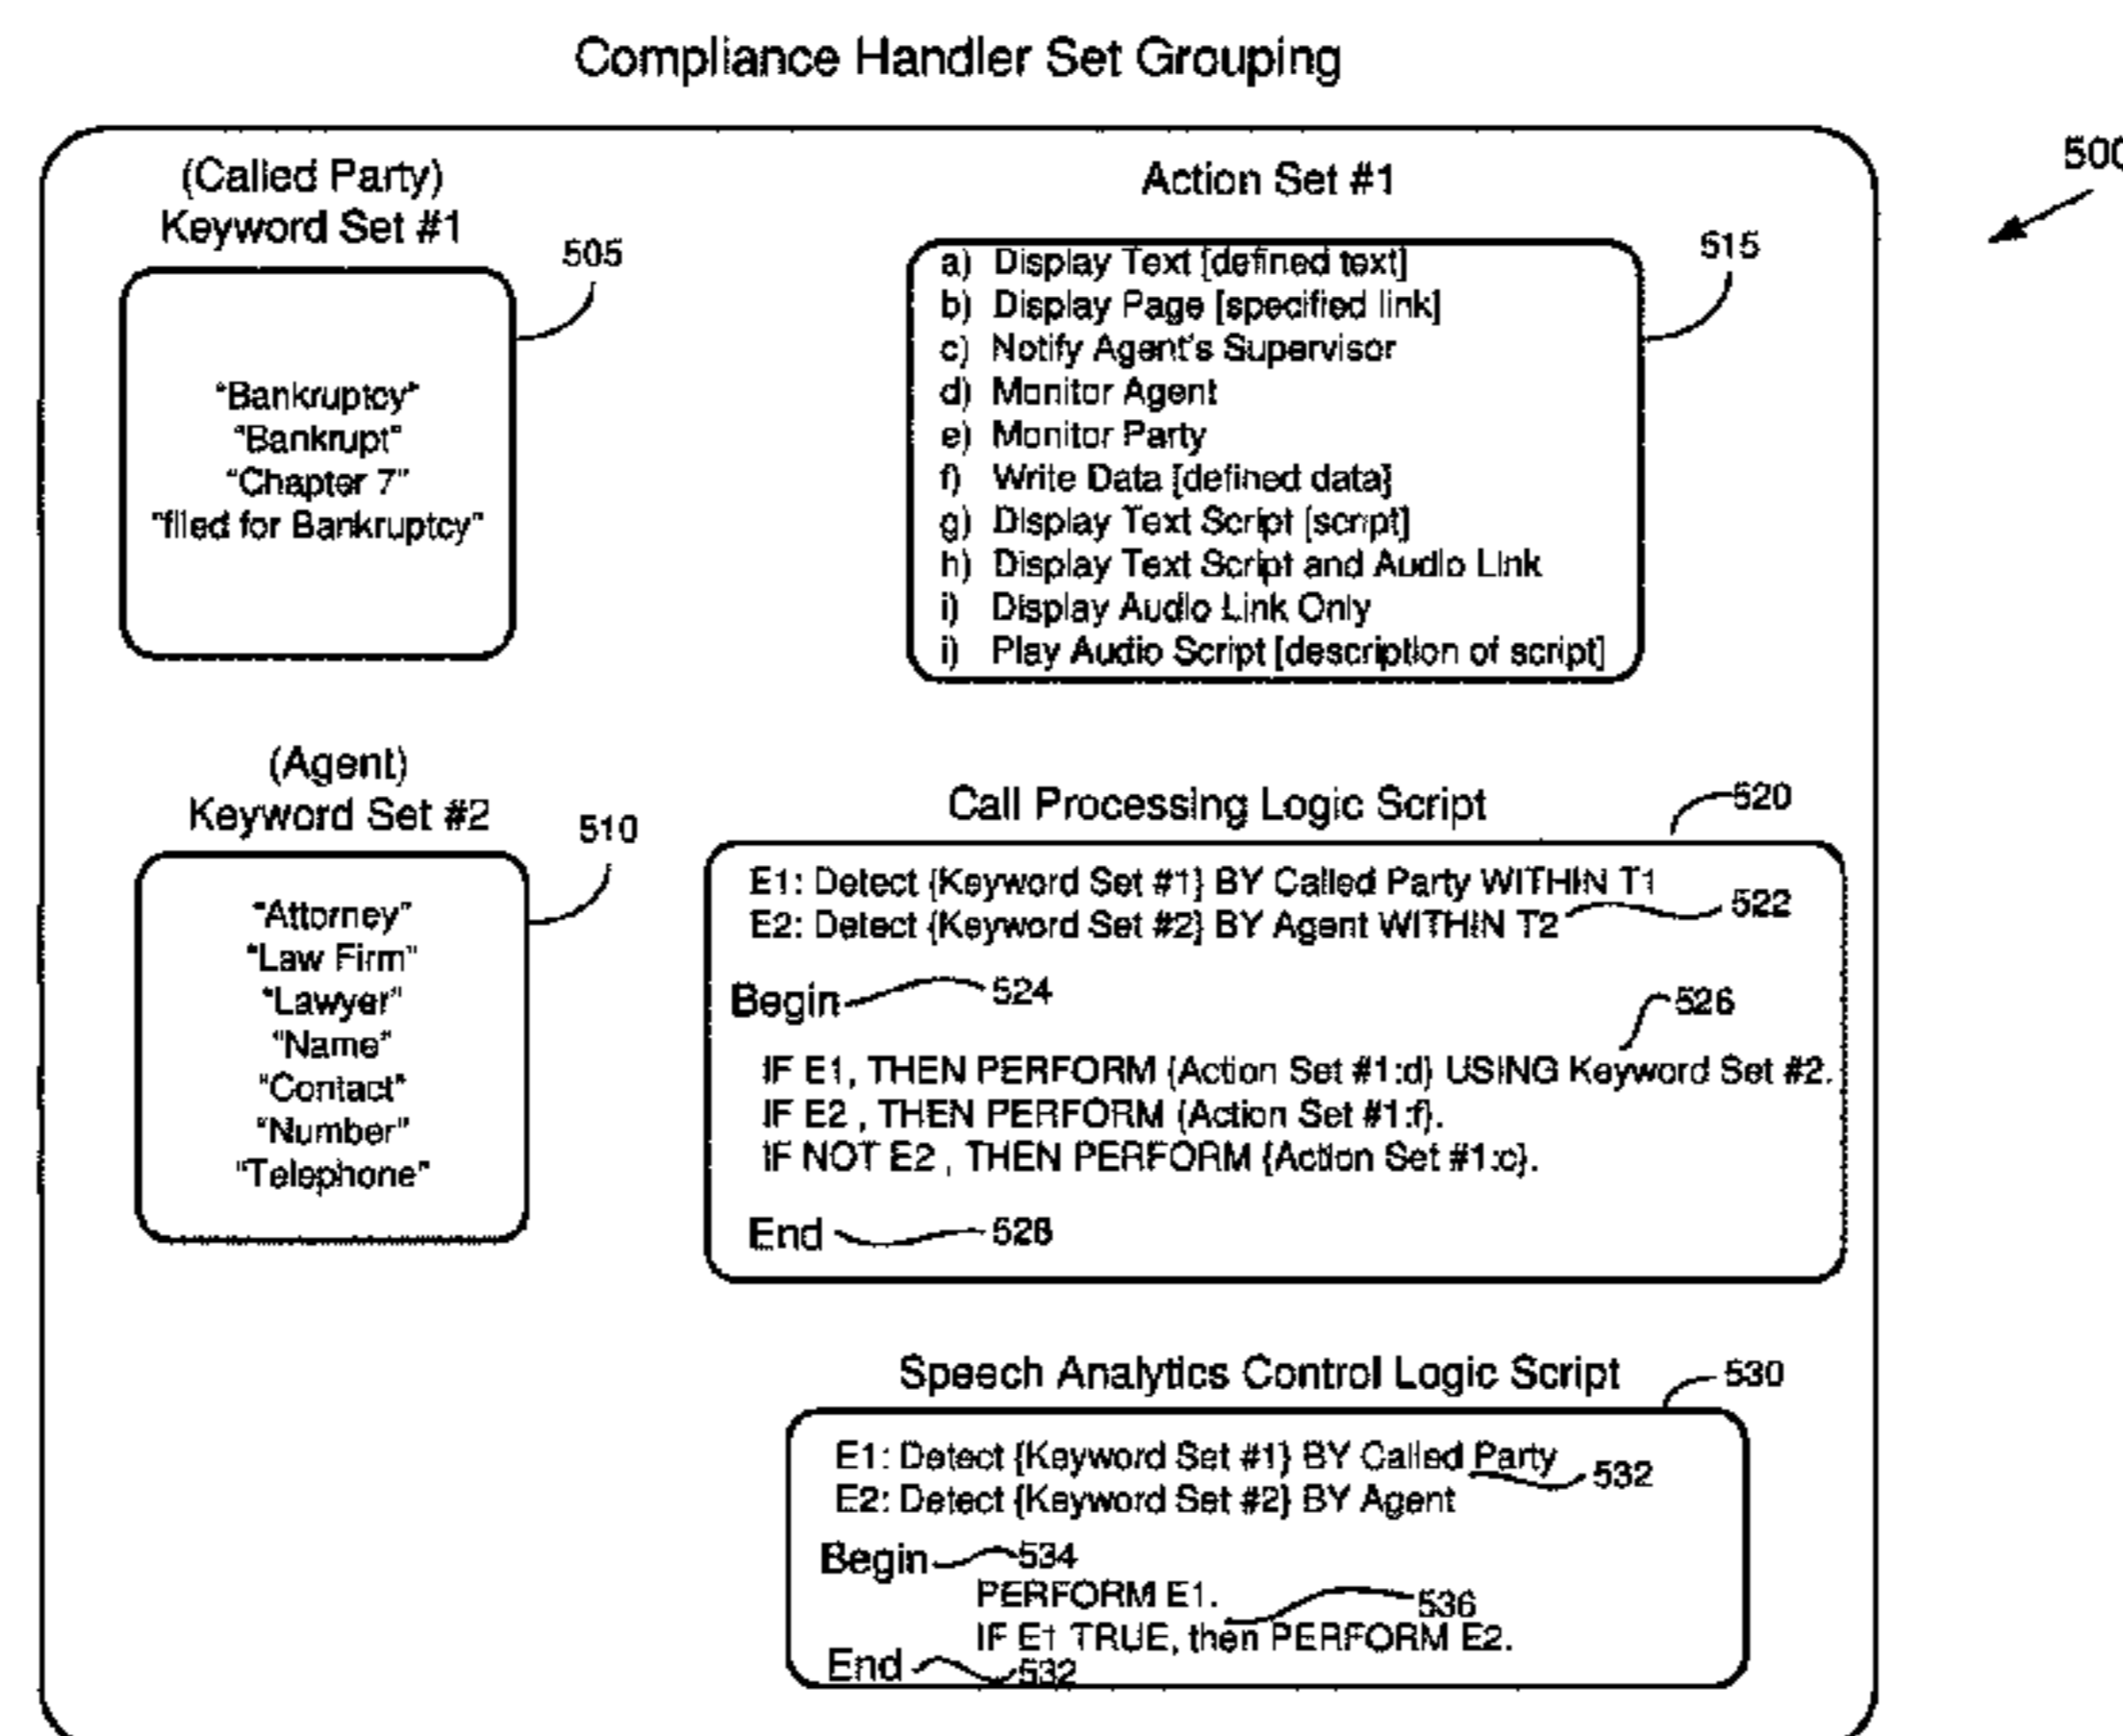 Compliance Handler Set Grouping
500
(Called Party)
Keyword Set #1
505
"Bankruptcy"
"Bankrupt"
"Chapter 7"
"filed for Bankruptcy"
Action Set #1
515
a) Display Text [defined text]
b) Display Page [specified link]
c) Notify Agent's Supervisor
d) Monitor Agent
e) Monitor Party
f) Write Data [defined data}
g) Display Text Script [script]
h) Display Text Script and Audio Link
i) Display Audio Link Only
i) Play Audio Script [description of script]
(Agent)
Keyword Set #2
510
"Attorney"
"Law Firm"
"Lawyer"
"Name"
"Contact"
"Number"
"Telephone"
Call Processing Logic Script
520
E1: Detect {Keyword Set #1} BY Called Party WITHIN T1
E2: Detect {Keyword Set #2} BY Agent WITHIN T2
522
Begin
524
526
IF E1, THEN PERFORM {Action Set #1:d} USING Keyword Set #2.
IF E2 , THEN PERFORM {Action Set #1:f}.
IF NOT E2 , THEN PERFORM {Action Set #1:c}.
End
528
Speech Analytics Control Logic Script
530
E1: Detect {Keyword Set #1} BY Called Party
532
E2: Detect {Keyword Set #2} BY Agent
Begin
534
PERFORM E1.
536
IF E1 TRUE, then PERFORM E2.
End
532